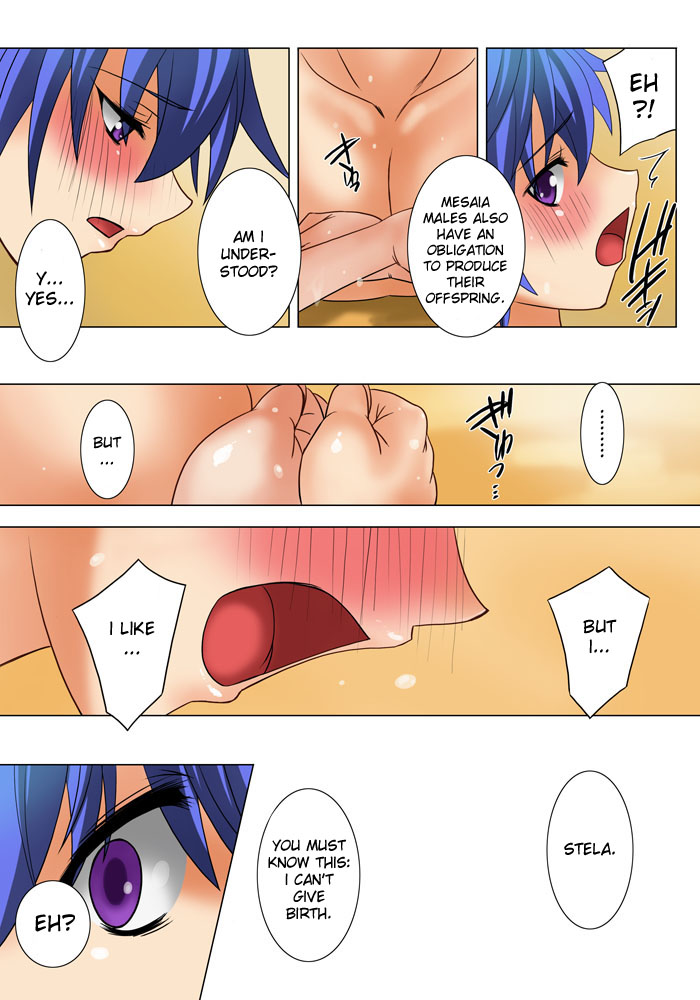 EH
?!
MESAIA
MALES ALSO
HAVE AN
OBLIGATION
TO PRODUCE
THEIR
OFFSPRING.
AM I
UNDER-
STOOD?
Y...
YES...
..........
BUT
...
BUT
I...
I LIKE
...
STELA.
YOU MUST
KNOW THIS:
I CAN'T
GIVE
BIRTH.
EH?